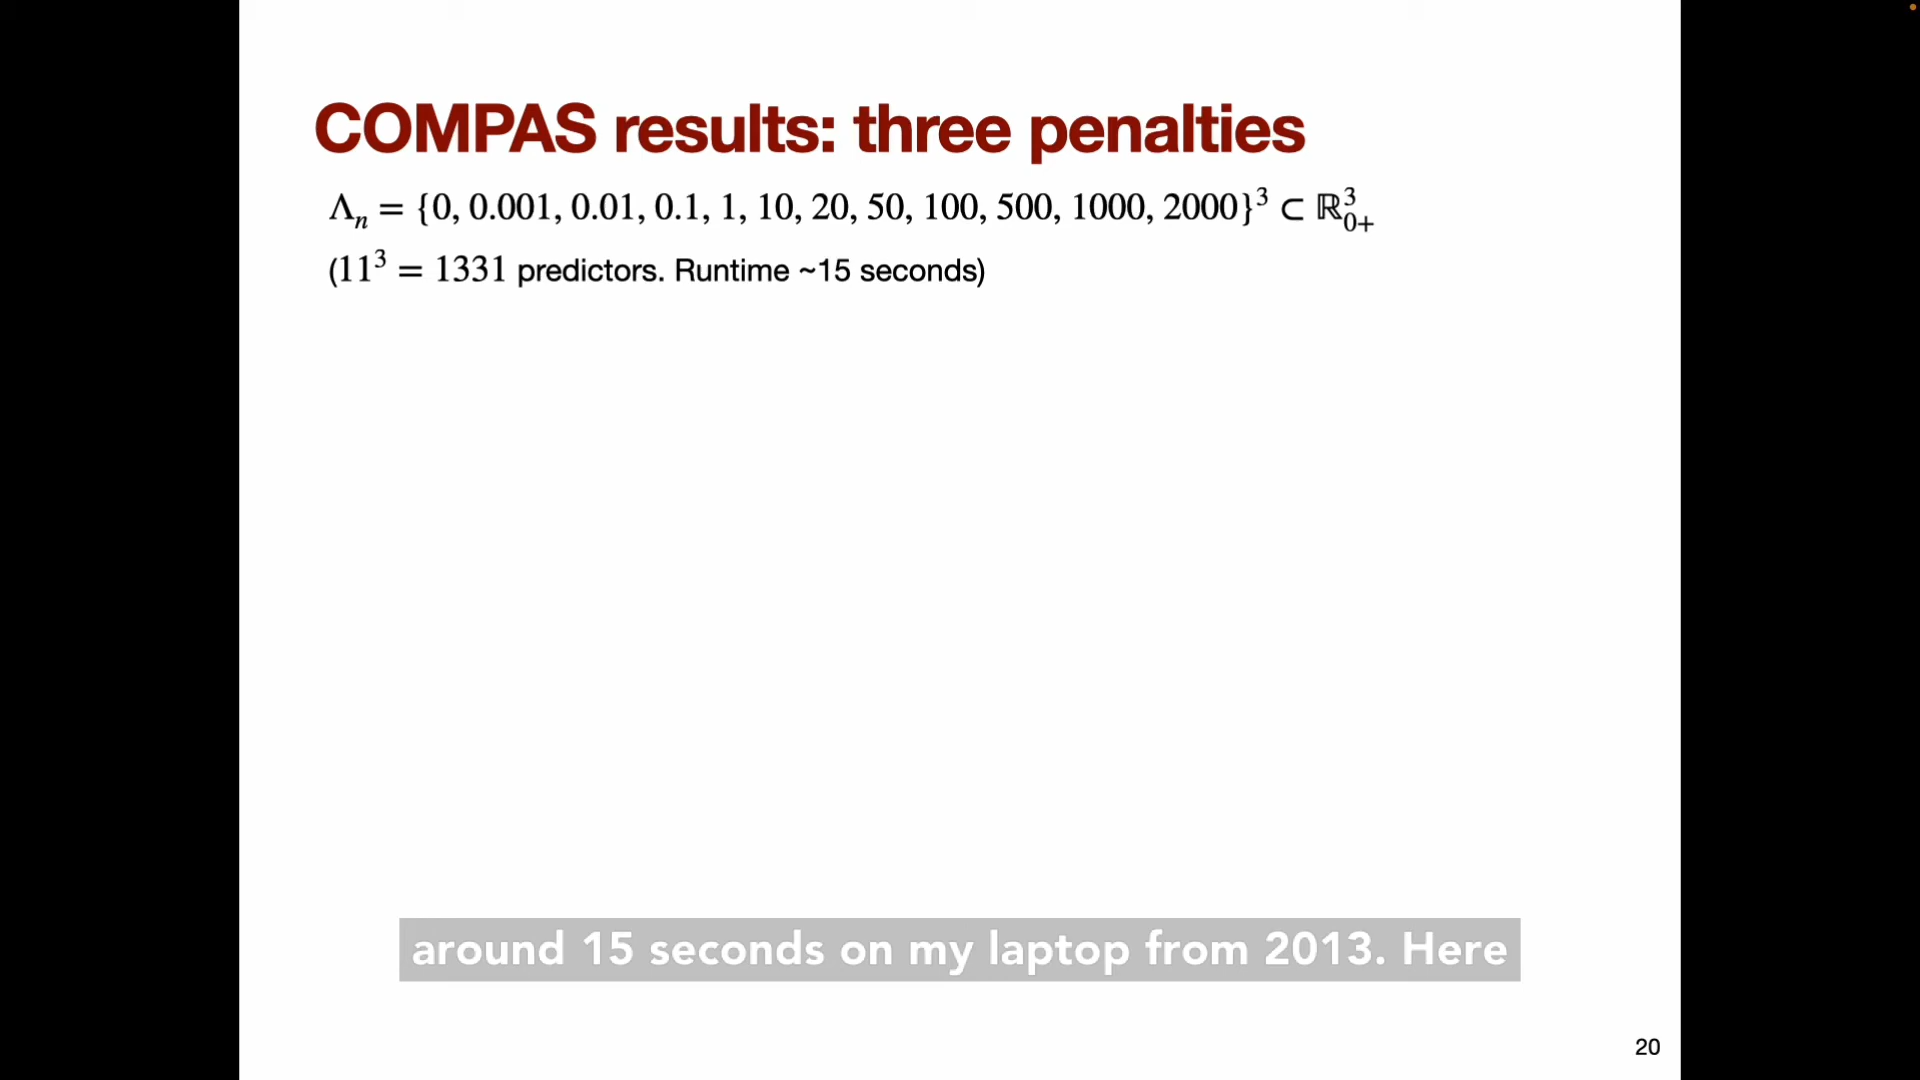 COMPAS results: three penalties
Λₙ = {0, 0.001, 0.01, 0.1, 1, 10, 20, 50, 100, 500, 1000, 2000}³ ⊂ ℝ³₀₊
(11³ = 1331 predictors. Runtime ~15 seconds)
around 15 seconds on my laptop from 2013. Here
20